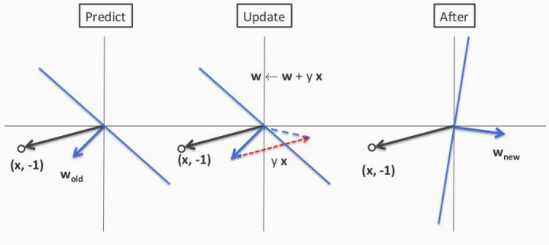 Predict
Update
After
w ← w + y x
(x, -1)
w_old
(x, -1)
y x
(x, -1)
w_new